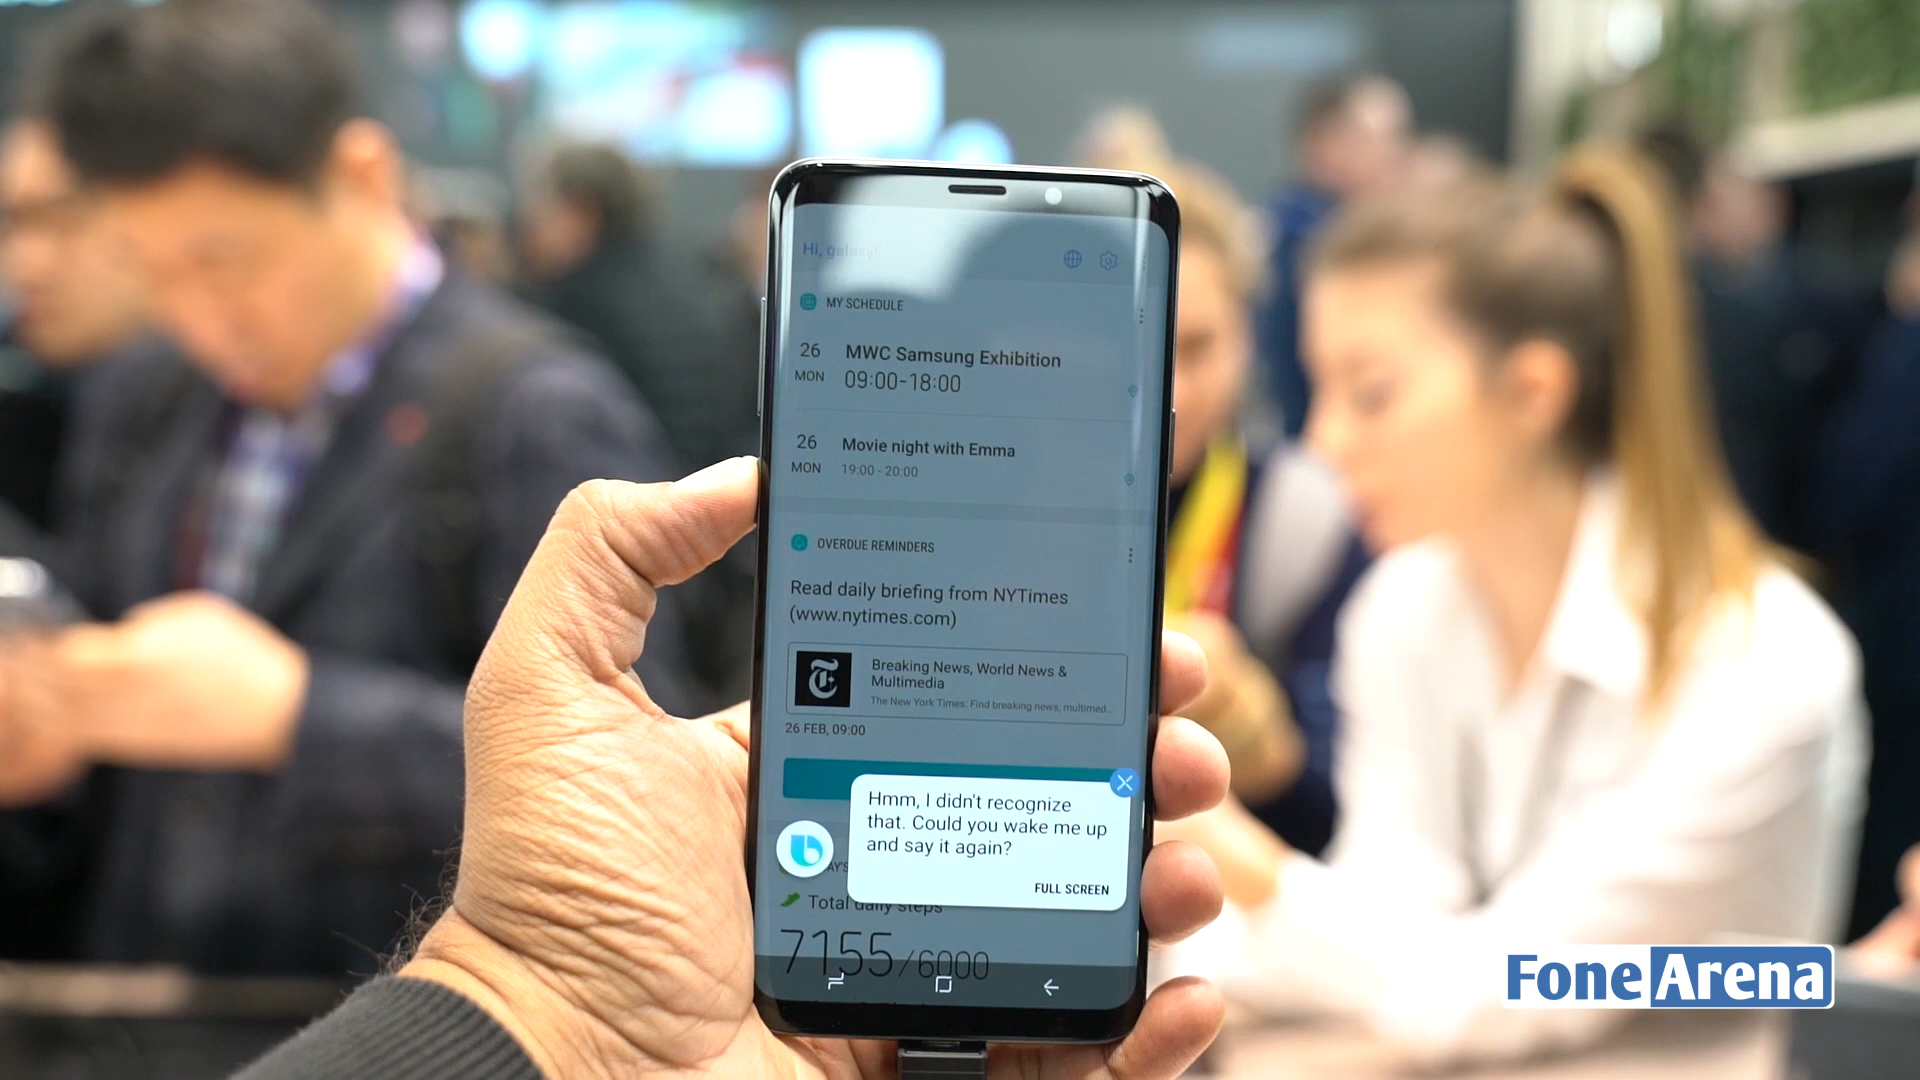 Hi, galaxy!
MY SCHEDULE
26
MON
MWC Samsung Exhibition
09:00-18:00
26
MON
Movie night with Emma
19:00 - 20:00
OVERDUE REMINDERS
Read daily briefing from NYTimes
(www.nytimes.com)
Breaking News, World News &
Multimedia
The New York Times: Find breaking news, multimed...
26 FEB, 09:00
Hmm, I didn't recognize
that. Could you wake me up
and say it again?
FULL SCREEN
AY'S
Total daily steps
7155/6000
FoneArena